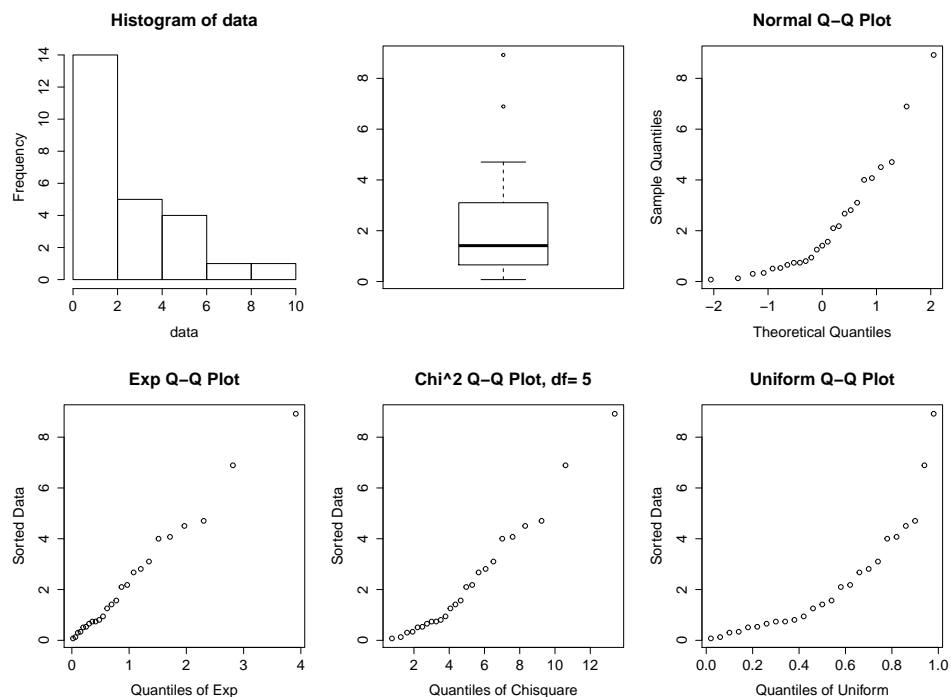 Histogram of data
Frequency
0 2 4 6 8 10 12 14
0 2 4 6 8 10
data
0 2 4 6 8
Normal Q−Q Plot
Sample Quantiles
0 2 4 6 8
−2 −1 0 1 2
Theoretical Quantiles
Exp Q−Q Plot
Sorted Data
0 2 4 6 8
0 1 2 3 4
Quantiles of Exp
Chi^2 Q−Q Plot, df= 5
Sorted Data
0 2 4 6 8
2 4 6 8 10 12
Quantiles of Chisquare
Uniform Q−Q Plot
Sorted Data
0 2 4 6 8
0.0 0.2 0.4 0.6 0.8 1.0
Quantiles of Uniform